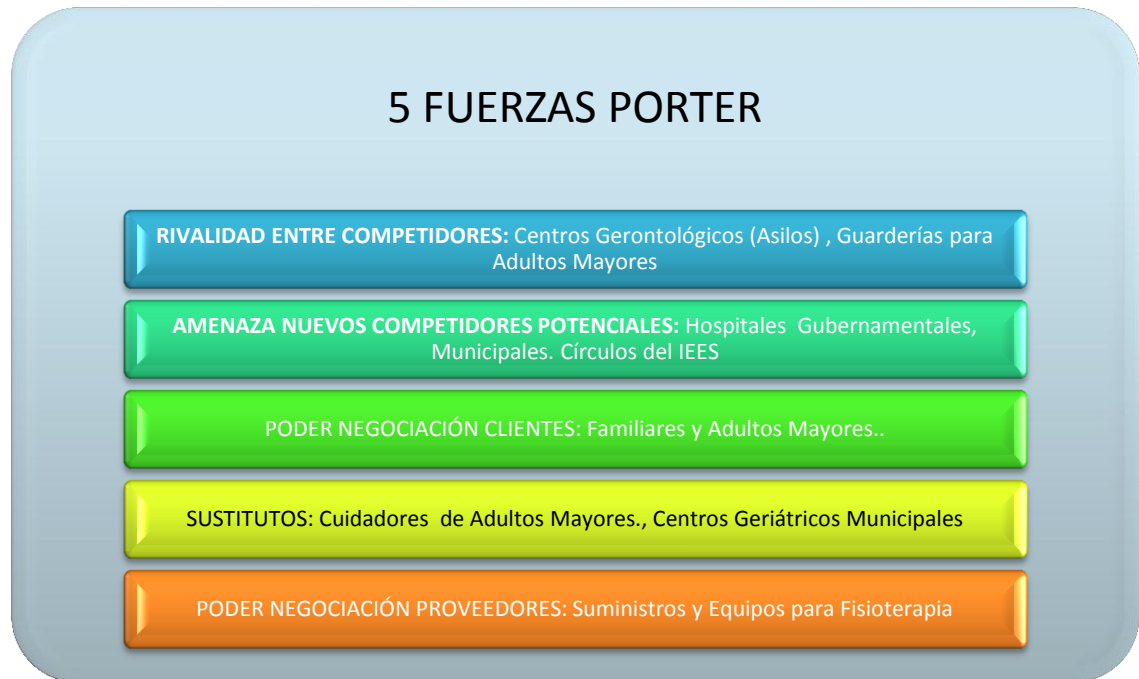 5 FUERZAS PORTER
RIVALIDAD ENTRE COMPETIDORES: Centros Gerontológicos (Asilos) , Guarderías para
Adultos Mayores
AMENAZA NUEVOS COMPETIDORES POTENCIALES: Hospitales  Gubernamentales,
Municipales. Círculos del IEES
PODER NEGOCIACIÓN CLIENTES: Familiares y Adultos Mayores..
SUSTITUTOS: Cuidadores  de Adultos Mayores., Centros Geriátricos Municipales
PODER NEGOCIACIÓN PROVEEDORES: Suministros y Equipos para Fisioterapia